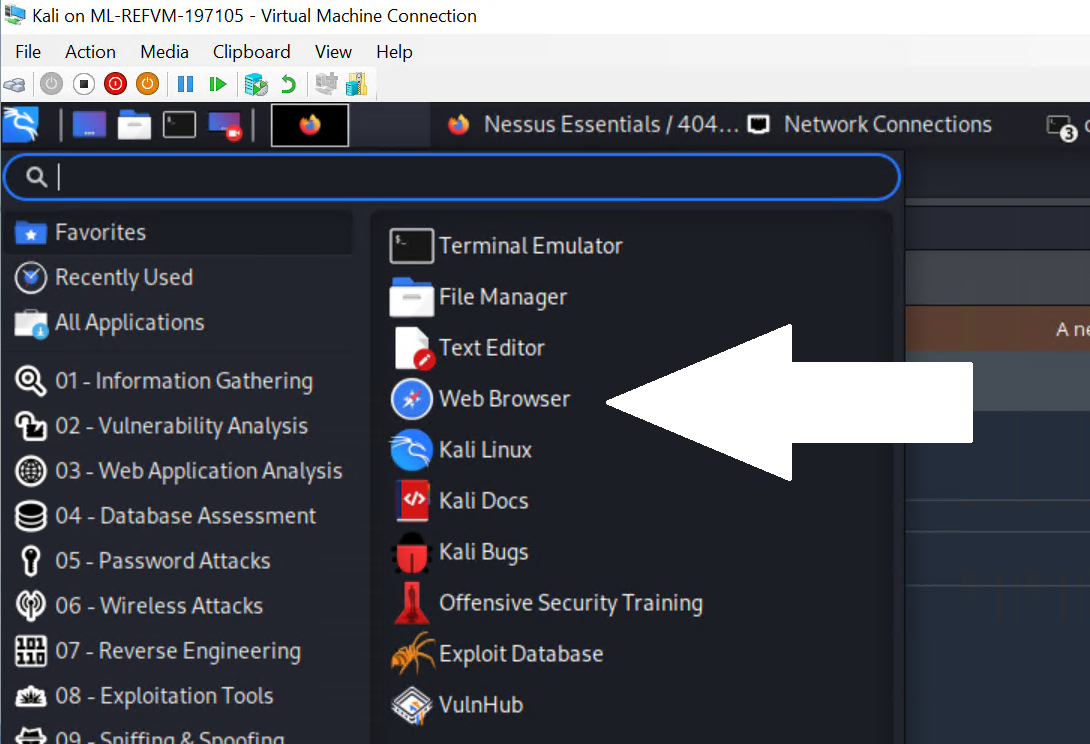 Kali on ML-REFVM-197105 - Virtual Machine Connection
File Action Media Clipboard View Help
Nessus Essentials / 404... Network Connections 3
Favorites
Recently Used
All Applications
01 - Information Gathering
02 - Vulnerability Analysis
03 - Web Application Analysis
04 - Database Assessment
05 - Password Attacks
06 - Wireless Attacks
07 - Reverse Engineering
08 - Exploitation Tools
09 - Sniffing & Spoofing
Terminal Emulator
File Manager
Text Editor
Web Browser
Kali Linux
Kali Docs
Kali Bugs
Offensive Security Training
Exploit Database
VulnHub
A ne